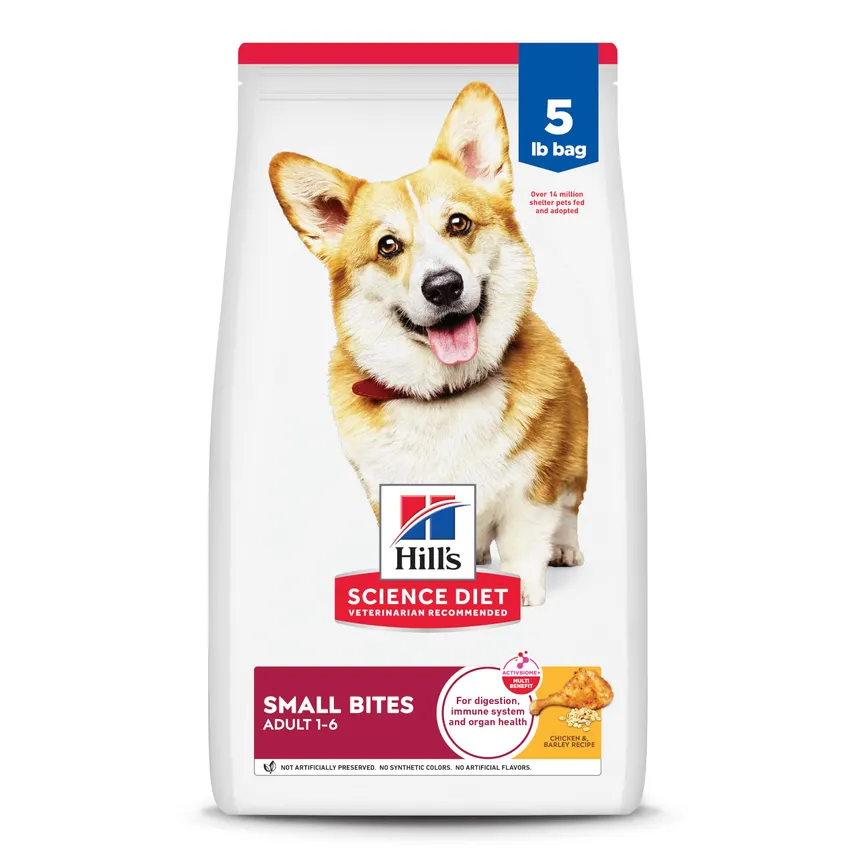 5
lb bag
Over 14 million
shelter pets fed
and adopted
Hill's
SCIENCE DIET
VETERINARIAN RECOMMENDED
SMALL BITES
ADULT 1-6
For digestion,
immune system
and organ health
ACTIVBIOME+
MULTI
BENEFIT
CHICKEN &
BARLEY RECIPE
NOT ARTIFICIALLY PRESERVED. NO SYNTHETIC COLORS. NO ARTIFICIAL FLAVORS.